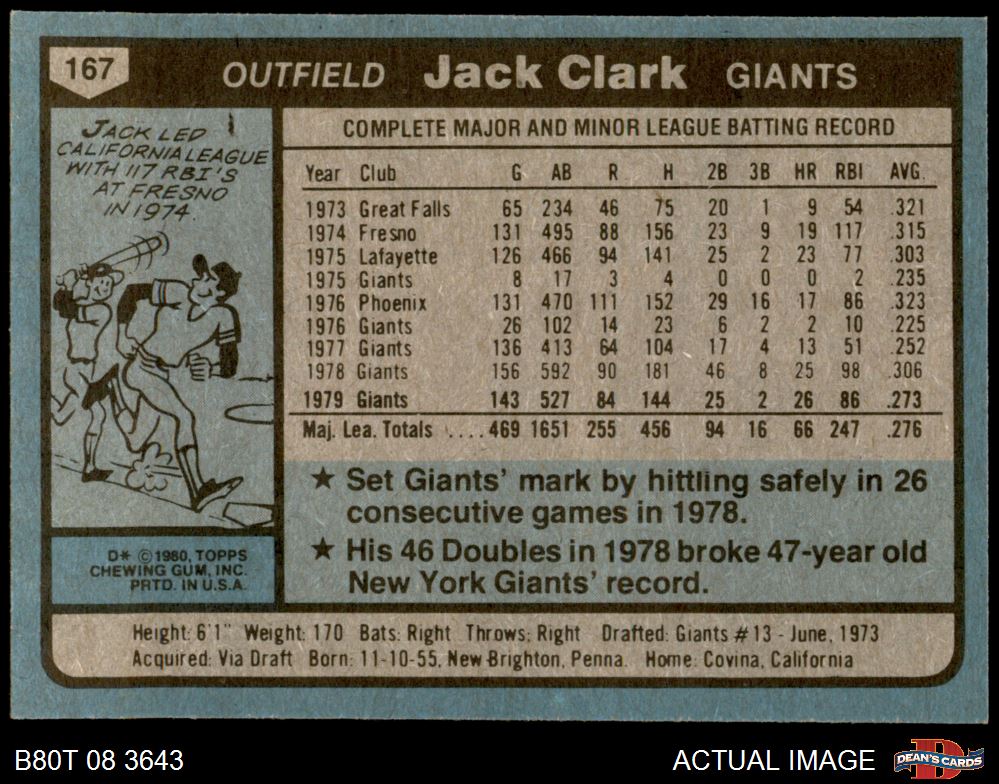 167
OUTFIELD Jack Clark GIANTS
JACK LED
CALIFORNIA LEAGUE
WITH 117 RBI'S
AT FRESNO
IN 1974.
COMPLETE MAJOR AND MINOR LEAGUE BATTING RECORD
Year Club G AB R H 2B 3B HR RBI AVG.
1973 Great Falls 65 234 46 75 20 1 9 54 .321
1974 Fresno 131 495 88 156 23 9 19 117 .315
1975 Lafayette 126 466 94 141 25 2 23 77 .303
1975 Giants 8 17 3 4 0 0 0 2 .235
1976 Phoenix 131 470 111 152 29 16 17 86 .323
1976 Giants 26 102 14 23 6 2 2 10 .225
1977 Giants 136 413 64 104 17 4 13 51 .252
1978 Giants 156 592 90 181 46 8 25 98 .306
1979 Giants 143 527 84 144 25 2 26 86 .273
Maj. Lea. Totals ....469 1651 255 456 94 16 66 247 .276
★ Set Giants' mark by hittling safely in 26
consecutive games in 1978.
★ His 46 Doubles in 1978 broke 47-year old
New York Giants' record.
D* © 1980, TOPPS
CHEWING GUM, INC.
PRTD. IN U.S.A.
Height: 6'1" Weight: 170 Bats: Right Throws: Right Drafted: Giants #13 - June, 1973
Acquired: Via Draft Born: 11-10-55, New Brighton, Penna. Home: Covina, California
B80T 08 3643
ACTUAL IMAGE
DEAN'S CARDS